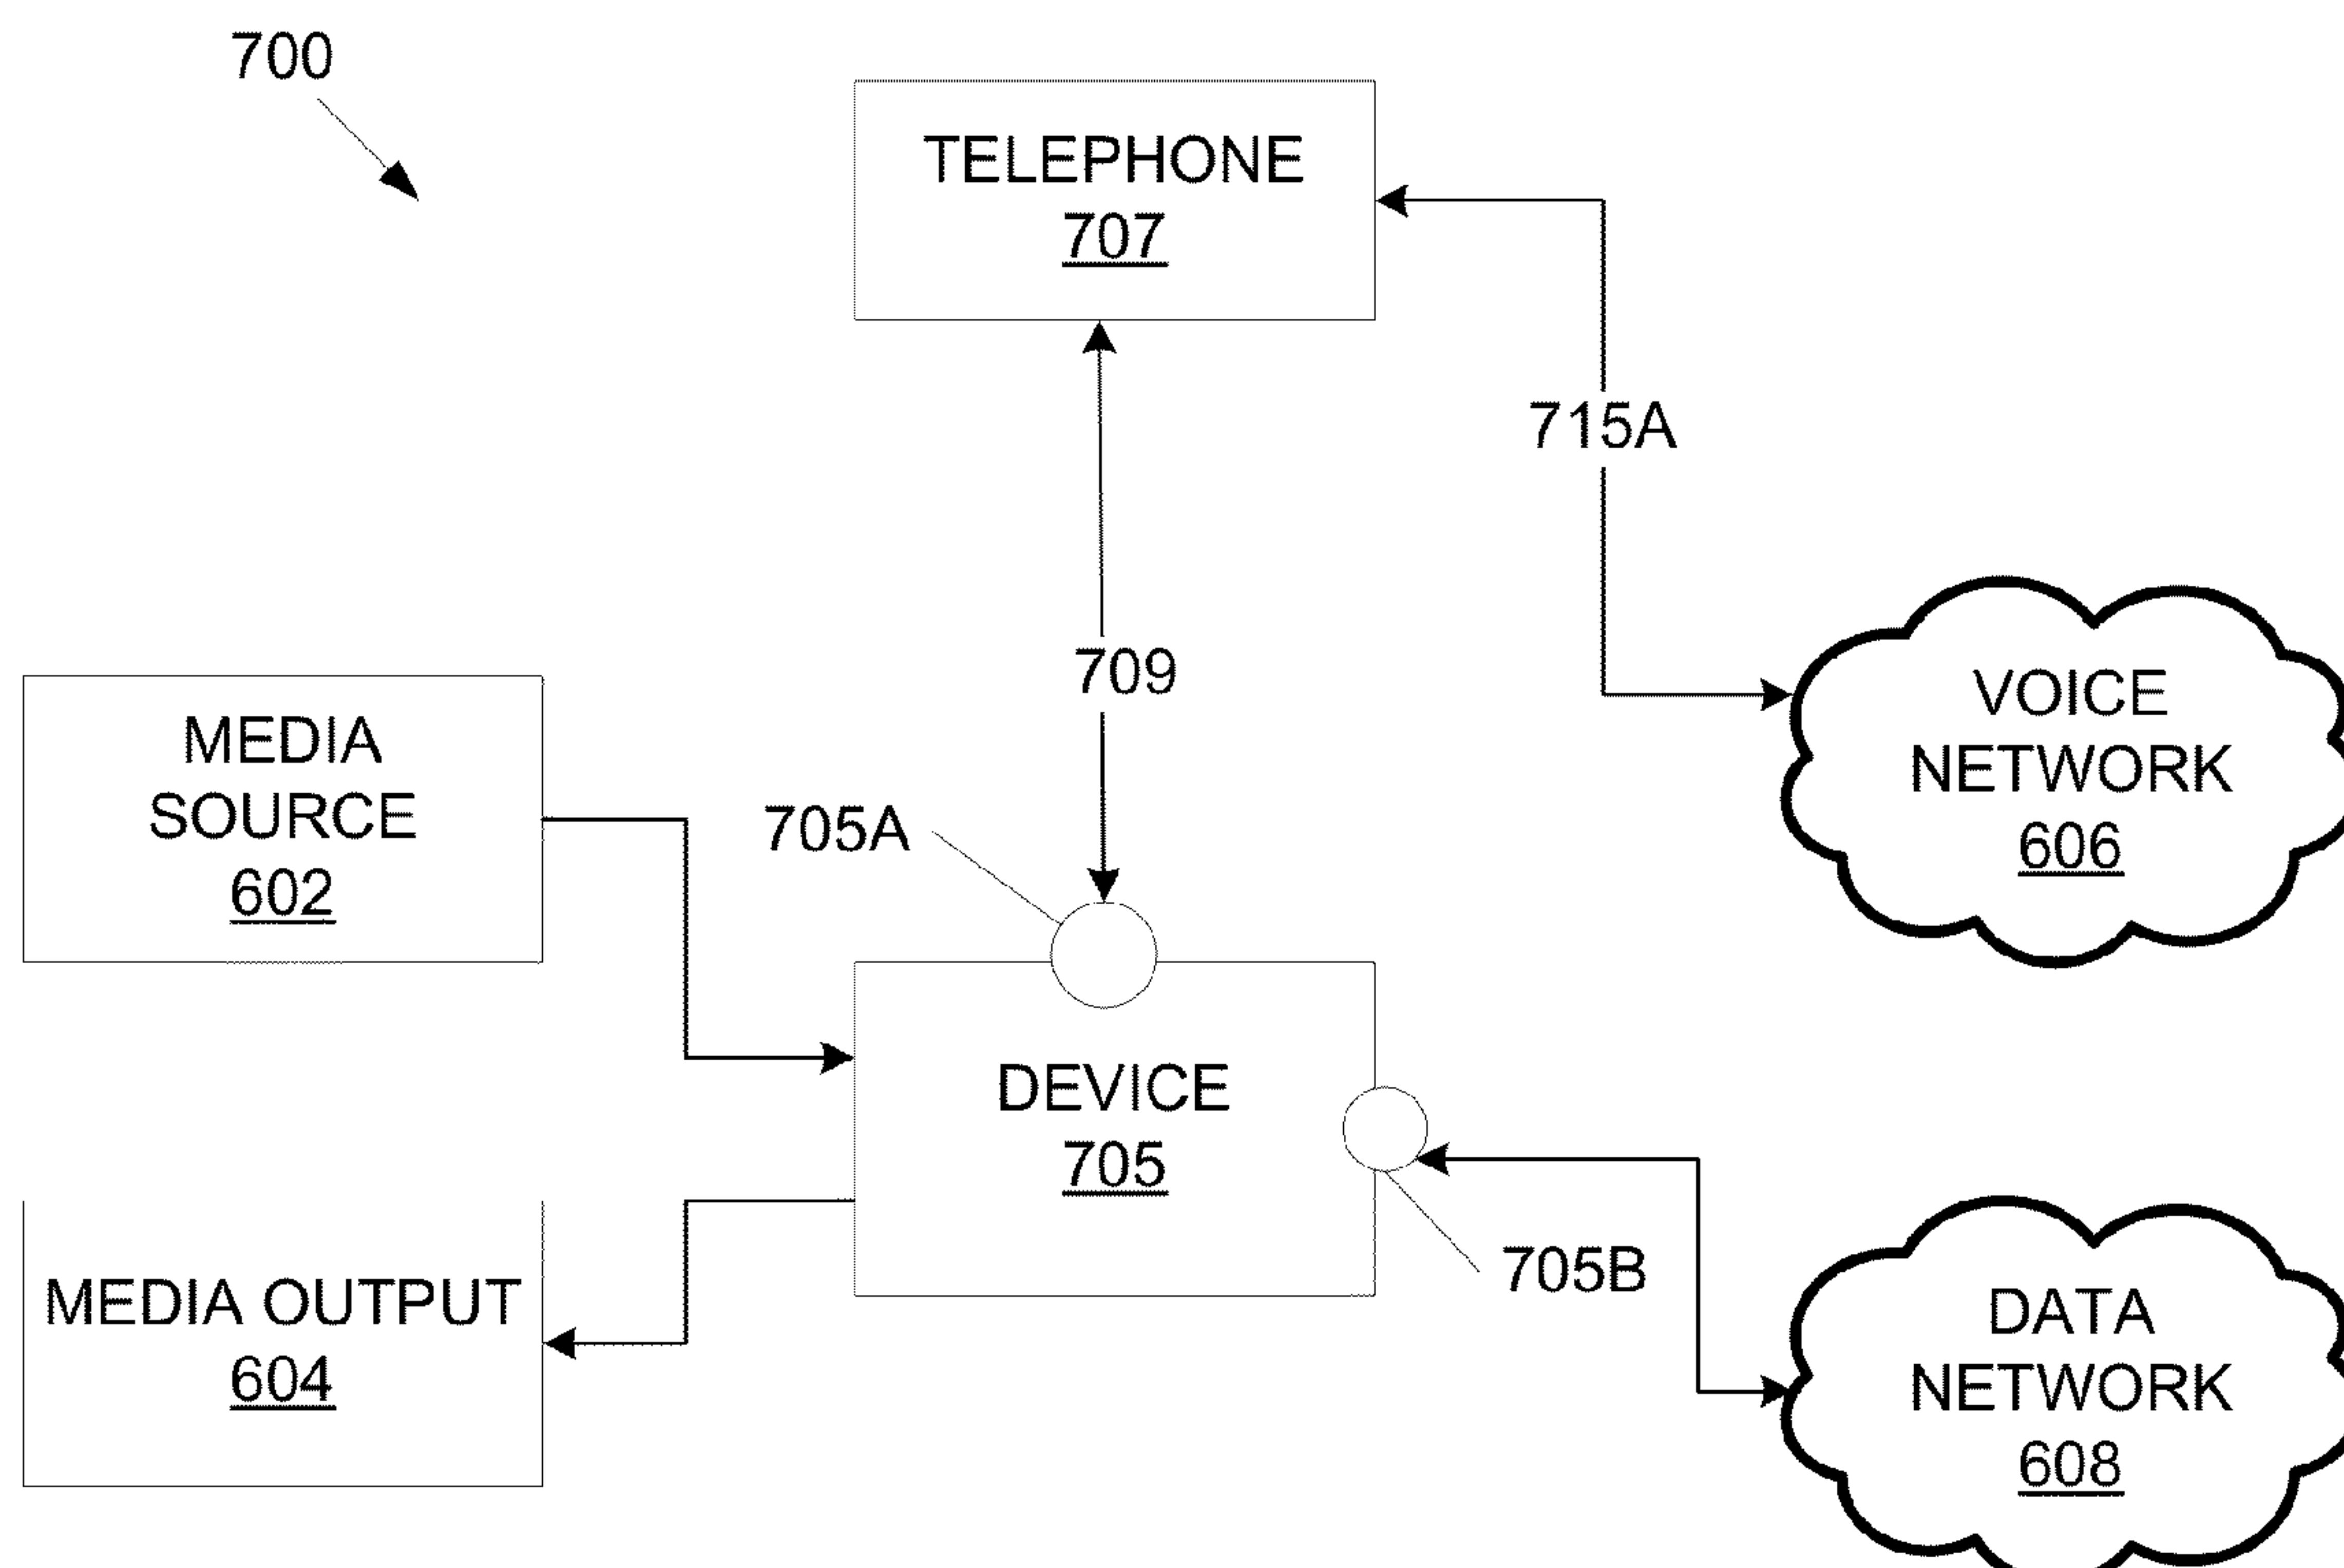 700
TELEPHONE
707
715A
709
VOICE
NETWORK
606
MEDIA
SOURCE
602
705A
DEVICE
705
705B
MEDIA OUTPUT
604
DATA
NETWORK
608